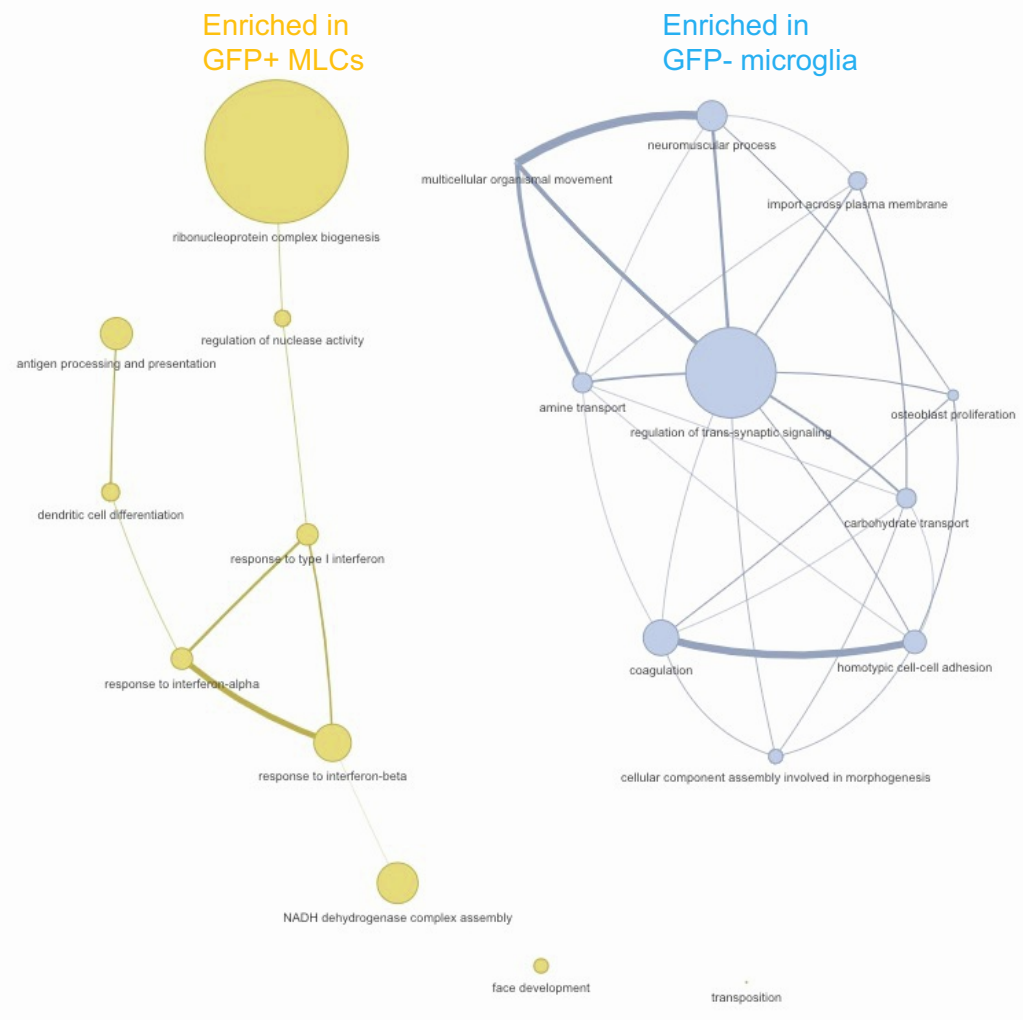 Enriched in
GFP+ MLCs
Enriched in
GFP- microglia
neuromuscular process
multicellular organismal movement
import across plasma membrane
ribonucleoprotein complex biogenesis
regulation of nuclease activity
antigen processing and presentation
amine transport
osteoblast proliferation
regulation of trans-synaptic signaling
dendritic cell differentiation
carbohydrate transport
response to type I interferon
coagulation
homotypic cell-cell adhesion
response to interferon-alpha
response to interferon-beta
cellular component assembly involved in morphogenesis
NADH dehydrogenase complex assembly
face development
transposition